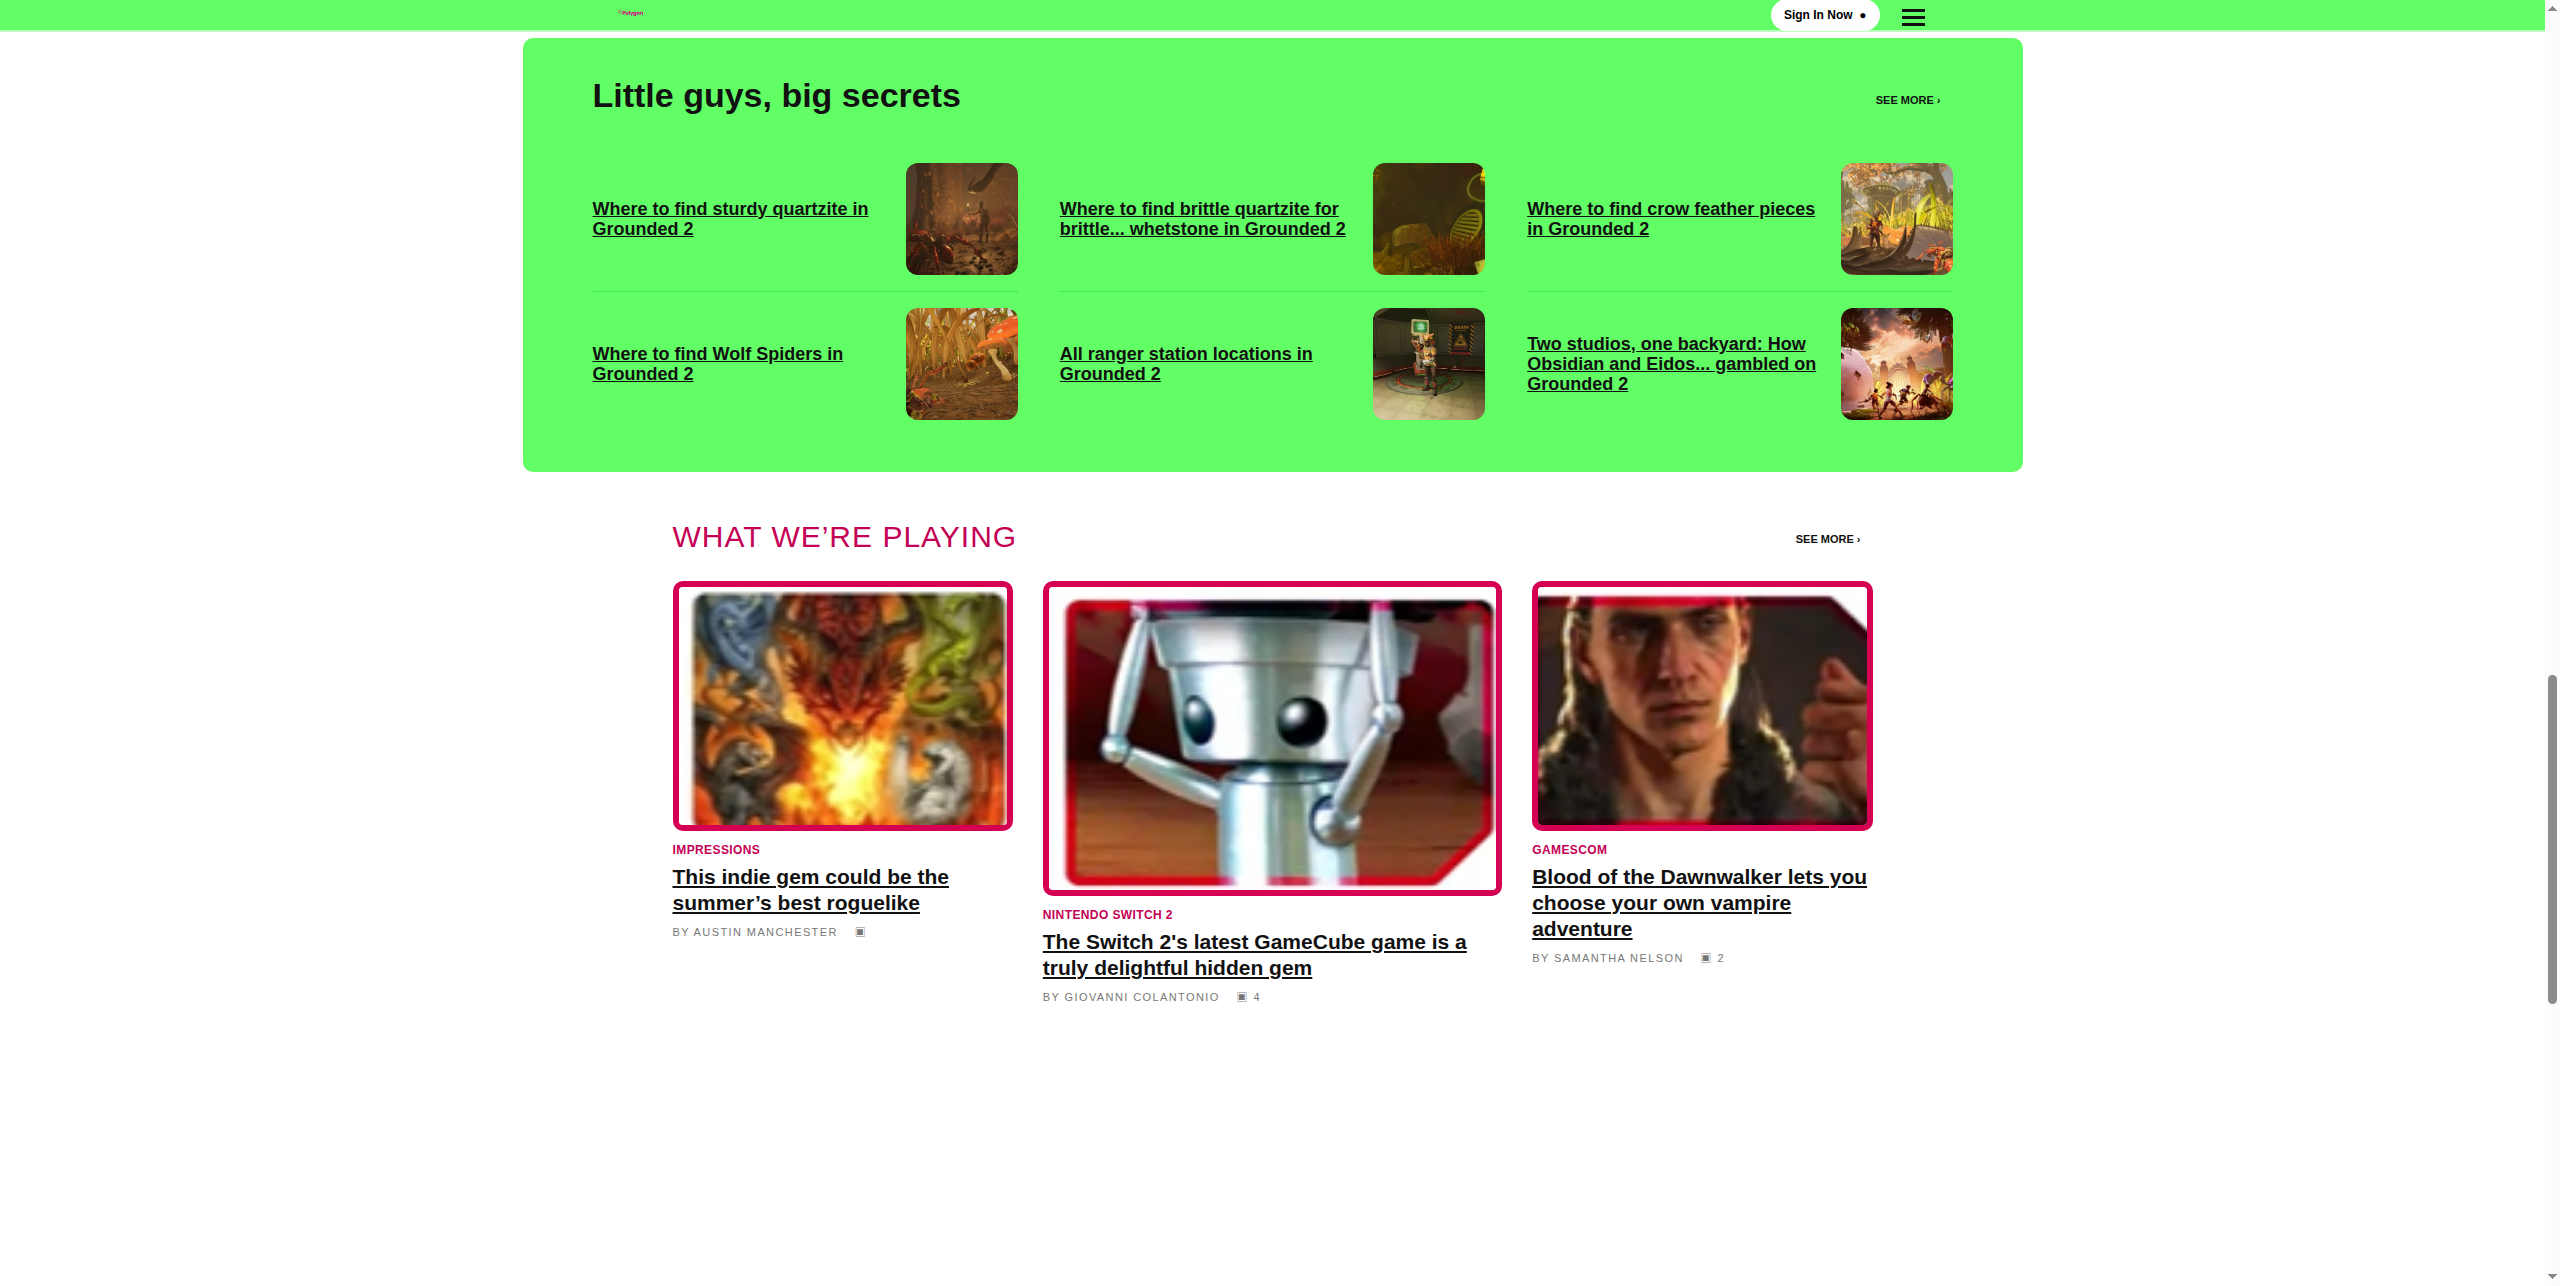 Polygon
Sign In Now
Little guys, big secrets
SEE MORE ›
Where to find sturdy quartzite in
Grounded 2
Where to find brittle quartzite for
brittle... whetstone in Grounded 2
Where to find crow feather pieces
in Grounded 2
Where to find Wolf Spiders in
Grounded 2
All ranger station locations in
Grounded 2
Two studios, one backyard: How
Obsidian and Eidos... gambled on
Grounded 2
WHAT WE’RE PLAYING
SEE MORE ›
IMPRESSIONS
This indie gem could be the
summer’s best roguelike
BY AUSTIN MANCHESTER
NINTENDO SWITCH 2
The Switch 2's latest GameCube game is a
truly delightful hidden gem
BY GIOVANNI COLANTONIO 4
GAMESCOM
Blood of the Dawnwalker lets you
choose your own vampire
adventure
BY SAMANTHA NELSON 2